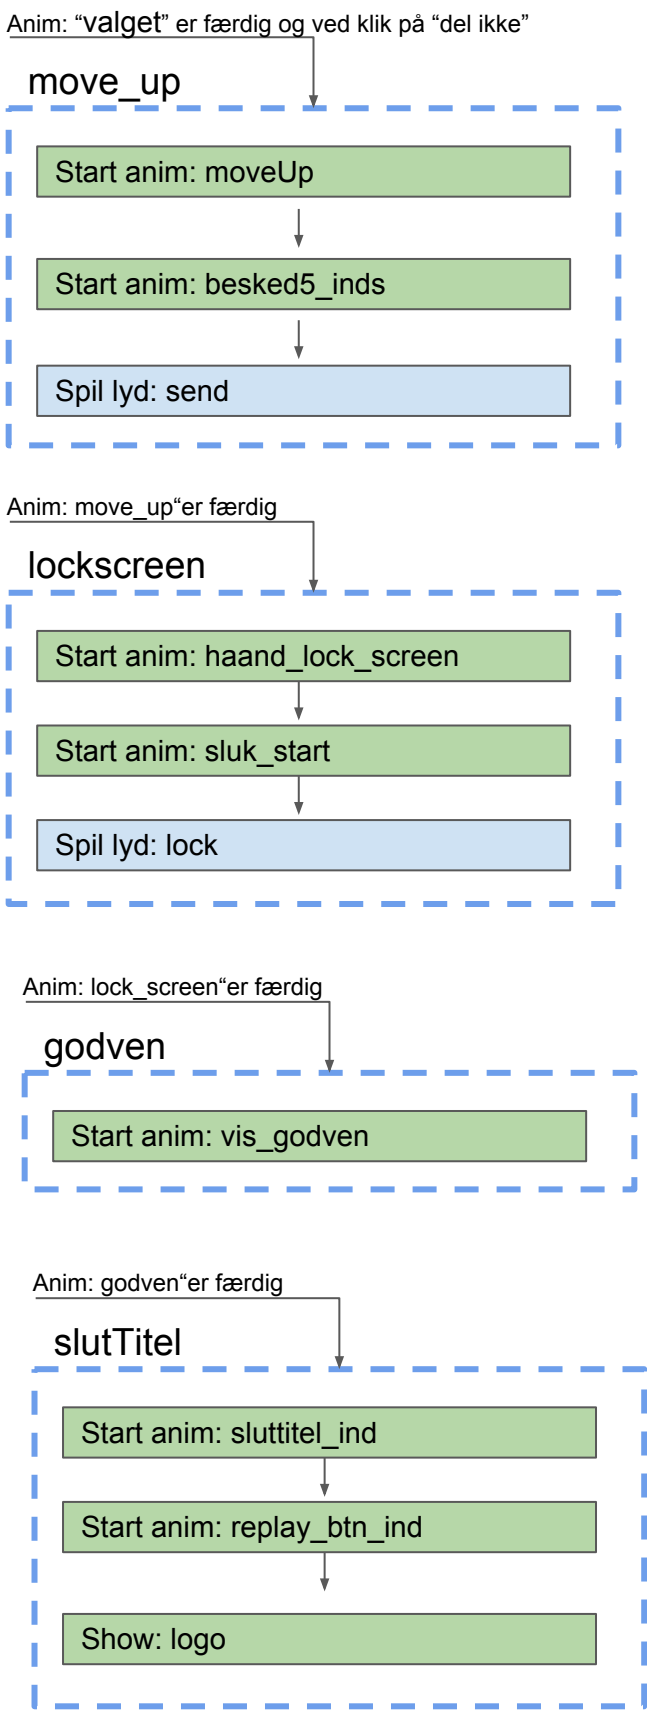 Anim: “valget” er færdig og ved klik på “del ikke”
move_up
Start anim: moveUp
Start anim: besked5_inds
Spil lyd: send
Anim: move_up“er færdig
lockscreen
Start anim: haand_lock_screen
Start anim: sluk_start
Spil lyd: lock
Anim: lock_screen“er færdig
godven
Start anim: vis_godven
Anim: godven“er færdig
slutTitel
Start anim: sluttitel_ind
Start anim: replay_btn_ind
Show: logo